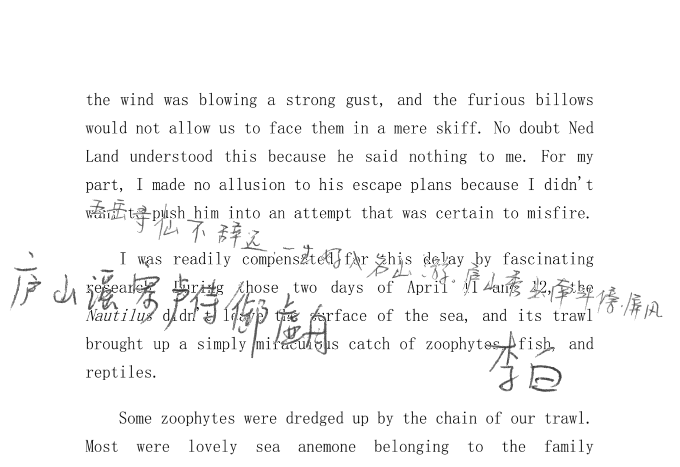 the wind was blowing a strong gust, and the furious billows
would not allow us to face them in a mere skiff. No doubt Ned
Land understood this because he said nothing to me. For my
part, I made no allusion to his escape plans because I didn't
want to push him into an attempt that was certain to misfire.
五岳寻仙不辞远,一生好入名山游.庐山秀出南斗傍.屏风
I was readily compensated for this delay by fascinating
research. During those two days of April 11 and 12, the
庐山谣寄卢侍御虚舟
Nautilus didn't leave the surface of the sea, and its trawl
brought up a simply miraculous catch of zoophytes, fish, and
李白
reptiles.
Some zoophytes were dredged up by the chain of our trawl.
Most were lovely sea anemone belonging to the family